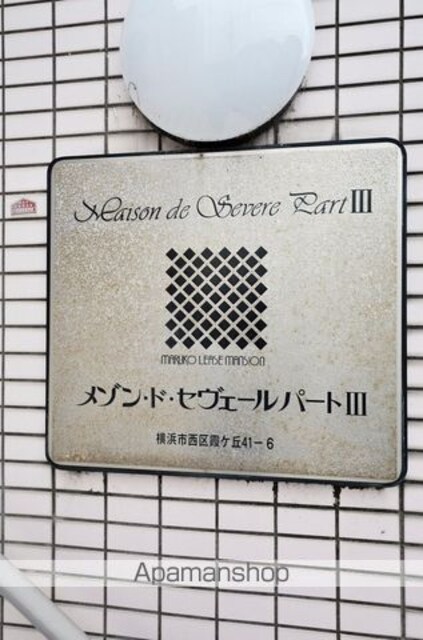 Maison de Severe Part III
MARUKO LEASE MANSION
メゾン・ド・セヴェールパートIII
横浜市西区霞ケ丘41-6
Apamanshop